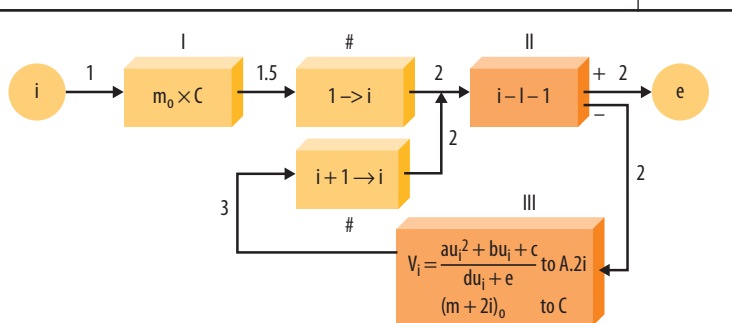 I
#
II
i
1
m₀ × C
1.5
1 –> i
2
i – I – 1
+
2
e
–
2
i + 1 → i
#
3
2
III
Vᵢ = auᵢ² + buᵢ + c
duᵢ + e
to A.2i
(m + 2i)₀ to C